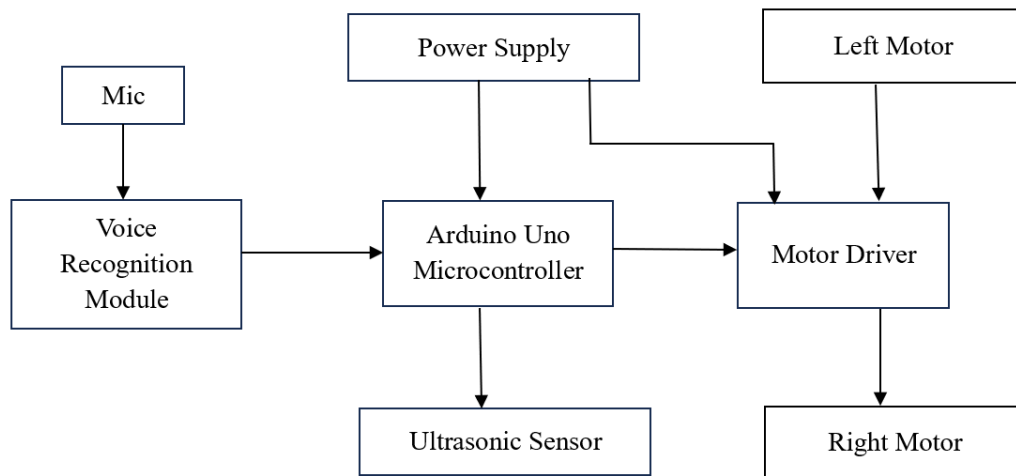 Power Supply
Left Motor
Mic
Voice
Recognition
Module
Arduino Uno
Microcontroller
Motor Driver
Ultrasonic Sensor
Right Motor